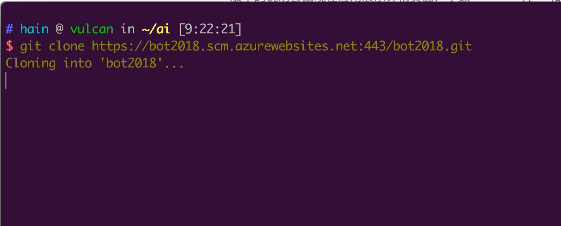 # hain @ vulcan in ~/ai [9:22:21]
$ git clone https://bot2018.scm.azurewebsites.net:443/bot2018.git
Cloning into 'bot2018'...